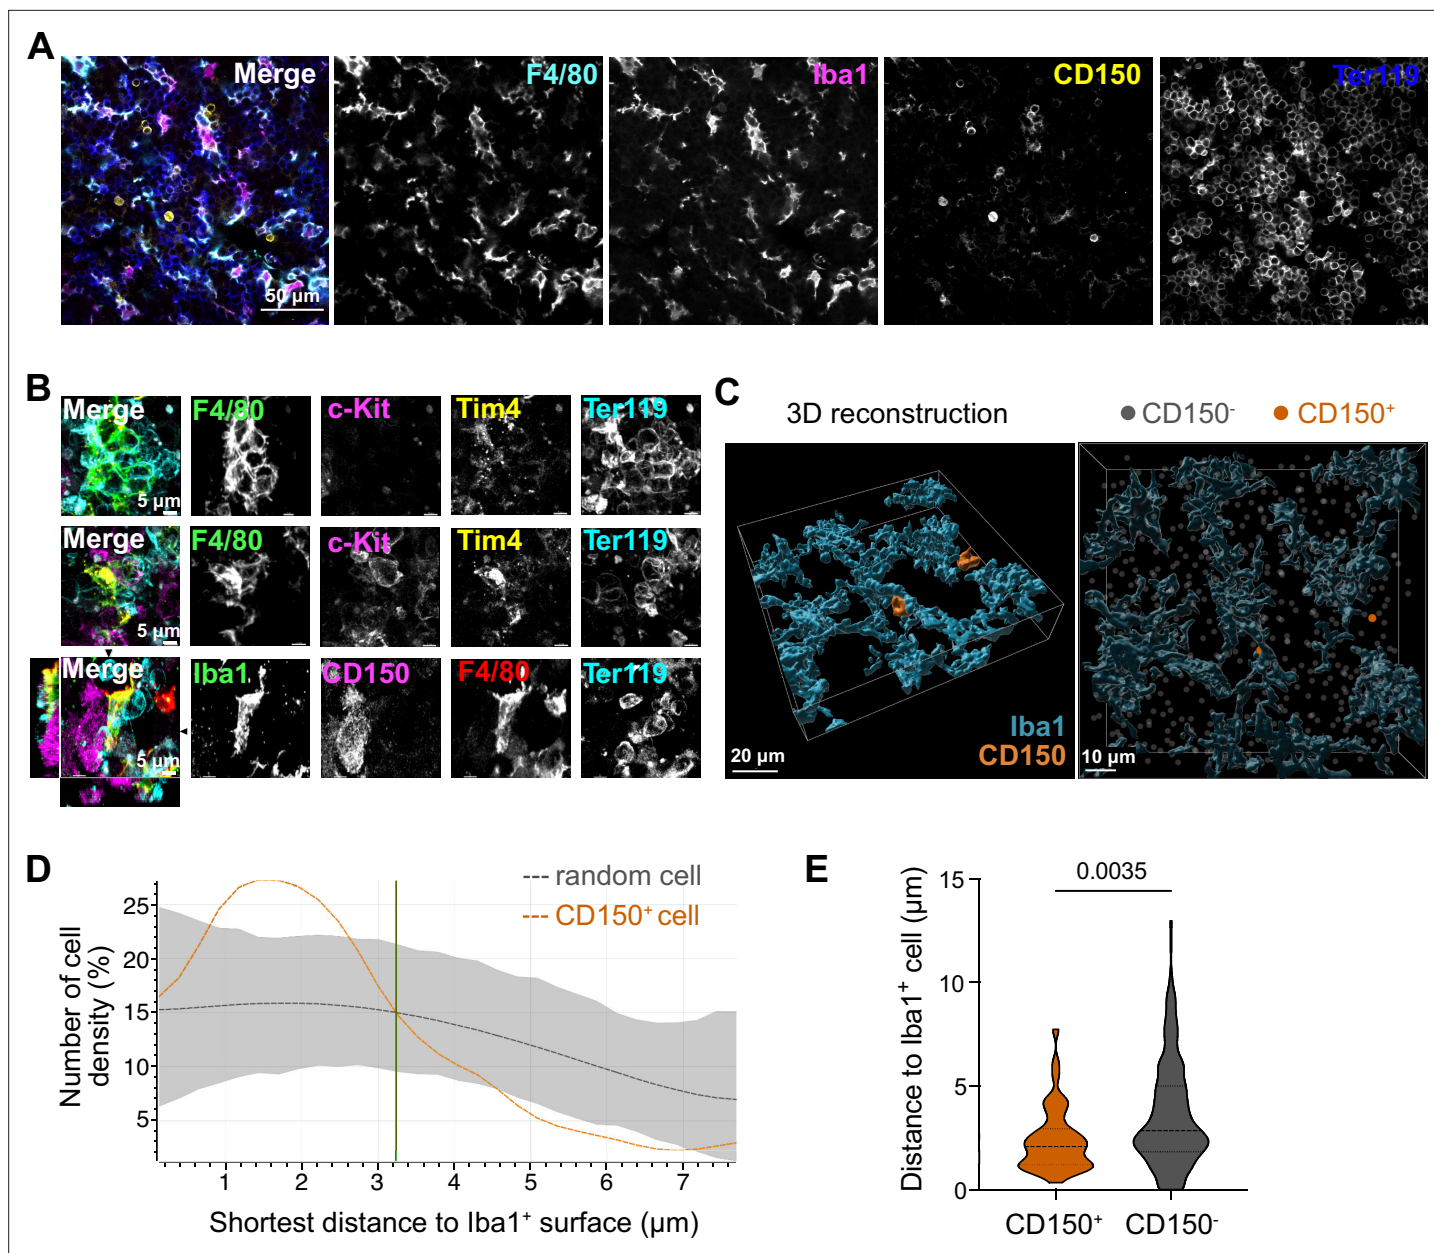 A
Merge
F4/80
Iba1
CD150
Ter119
50 µm
B
Merge
F4/80
c-Kit
Tim4
Ter119
5 µm
Merge
F4/80
c-Kit
Tim4
Ter119
5 µm
Merge
Iba1
CD150
F4/80
Ter119
5 µm
C
3D reconstruction
CD150⁻
CD150⁺
Iba1
CD150
20 µm
10 µm
D
random cell
CD150⁺ cell
Number of cell
density (%)
25
20
15
10
5
1 2 3 4 5 6 7
Shortest distance to Iba1⁺ surface (µm)
E
0.0035
Distance to Iba1⁺ cell (µm)
15
10
5
0
CD150⁺ CD150⁻